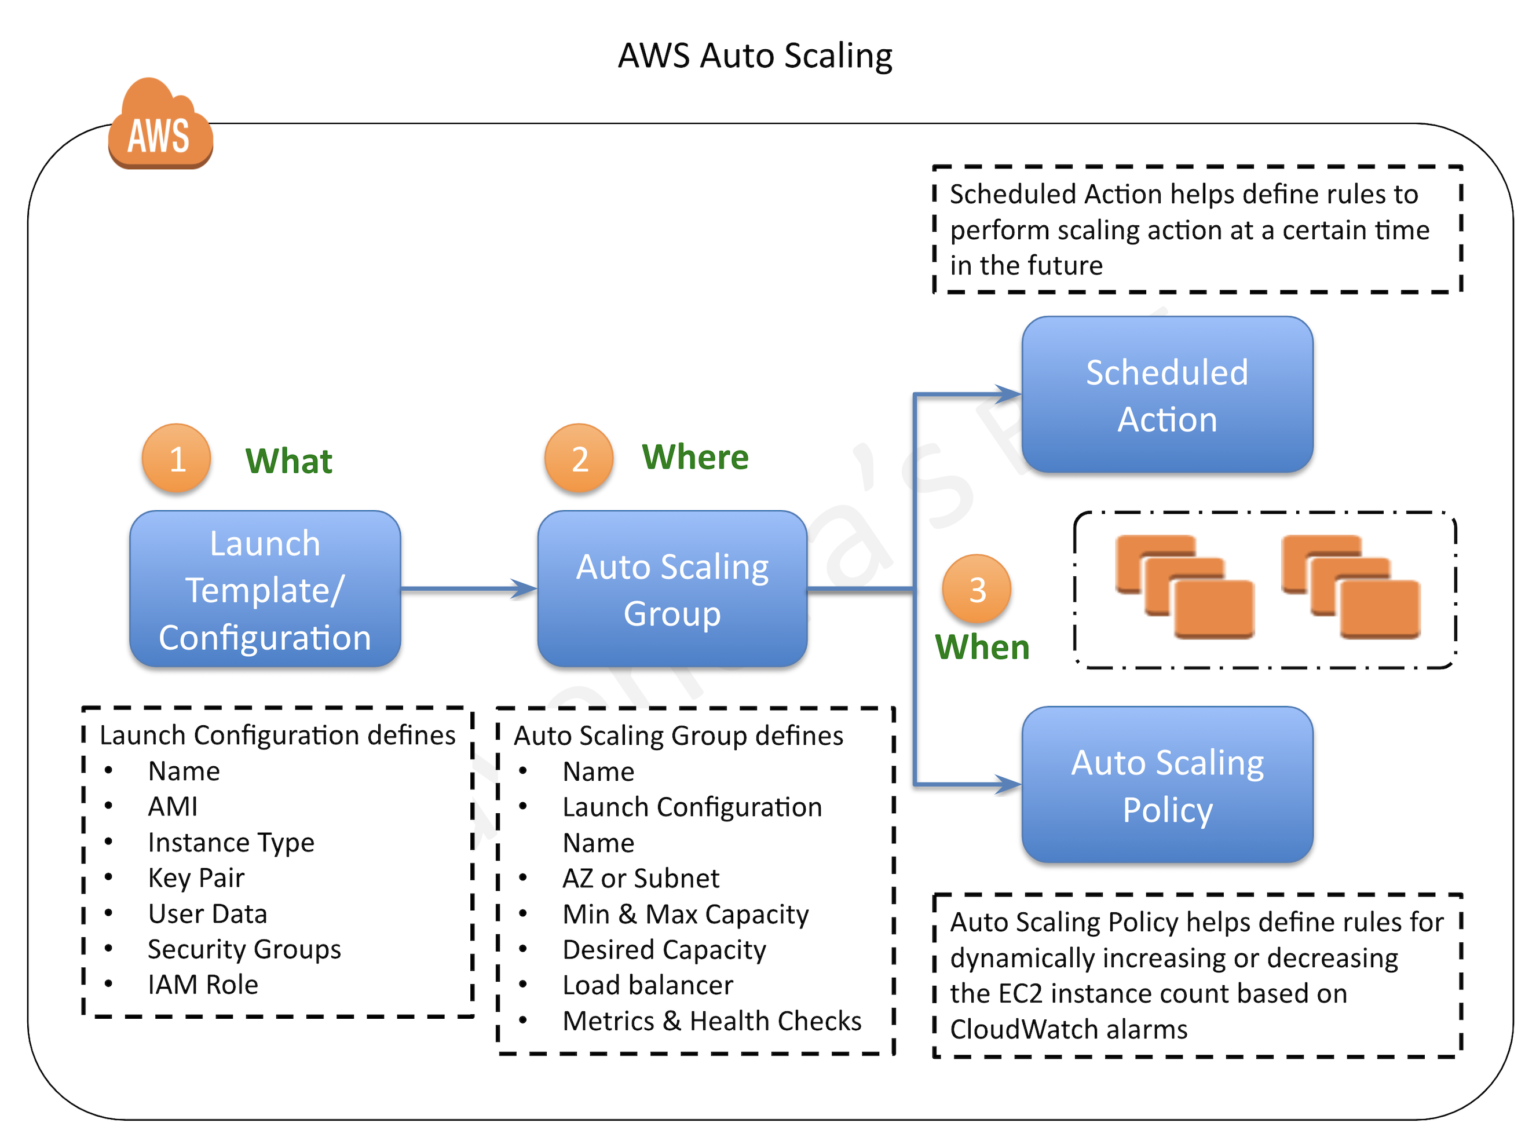 AWS Auto Scaling
AWS
Scheduled Action helps define rules to
perform scaling action at a certain time
in the future
Scheduled
Action
1
What
2
Where
Launch
Template/
Configuration
Auto Scaling
Group
3
When
Auto Scaling
Policy
Launch Configuration defines
• Name
• AMI
• Instance Type
• Key Pair
• User Data
• Security Groups
• IAM Role
Auto Scaling Group defines
• Name
• Launch Configuration
Name
• AZ or Subnet
• Min & Max Capacity
• Desired Capacity
• Load balancer
• Metrics & Health Checks
Auto Scaling Policy helps define rules for
dynamically increasing or decreasing
the EC2 instance count based on
CloudWatch alarms